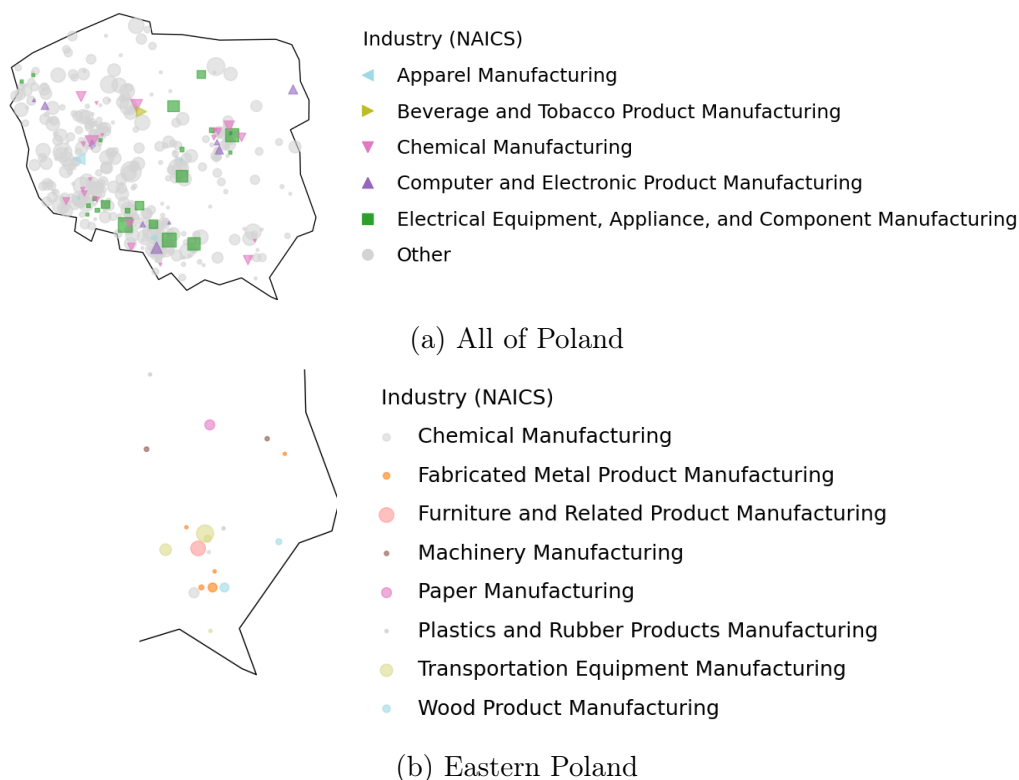 Industry (NAICS)
Apparel Manufacturing
Beverage and Tobacco Product Manufacturing
Chemical Manufacturing
Computer and Electronic Product Manufacturing
Electrical Equipment, Appliance, and Component Manufacturing
Other
(a) All of Poland
Industry (NAICS)
Chemical Manufacturing
Fabricated Metal Product Manufacturing
Furniture and Related Product Manufacturing
Machinery Manufacturing
Paper Manufacturing
Plastics and Rubber Products Manufacturing
Transportation Equipment Manufacturing
Wood Product Manufacturing
(b) Eastern Poland